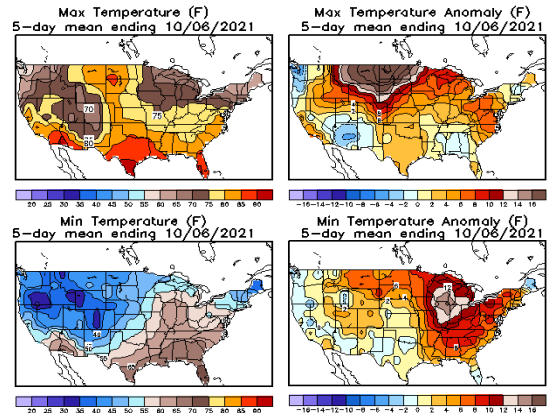 Max Temperature (F)
5-day mean ending 10/06/2021
70
75
80
20 25 30 35 40 45 50 55 60 65 70 75 80 85 90
Max Temperature Anomaly (F)
5-day mean ending 10/06/2021
-16 -14 -12 -10 -8 -6 -4 -2 0 2 4 6 8 10 12 14 16
Min Temperature (F)
5-day mean ending 10/06/2021
40
50
20 25 30 35 40 45 50 55 60 65 70 75 80 85 90
Min Temperature Anomaly (F)
5-day mean ending 10/06/2021
12
-16 -14 -12 -10 -8 -6 -4 -2 0 2 4 6 8 10 12 14 16